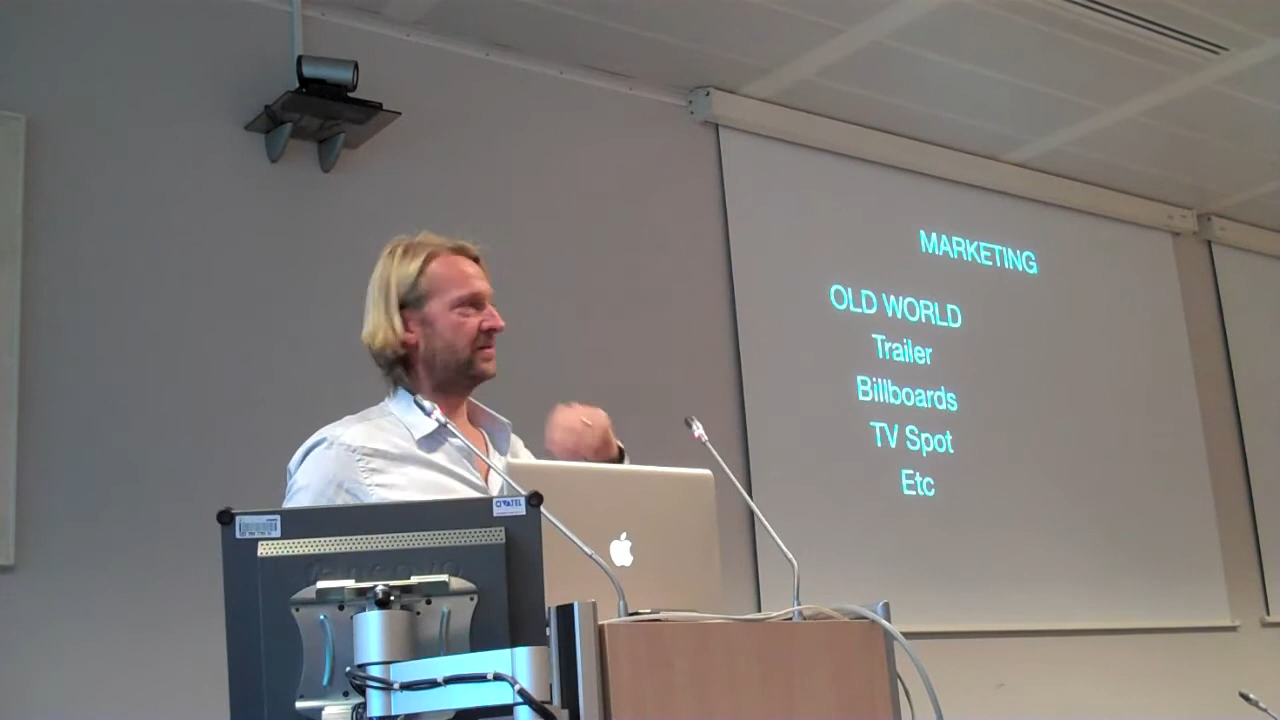 MARKETING
OLD WORLD
Trailer
Billboards
TV Spot
Etc